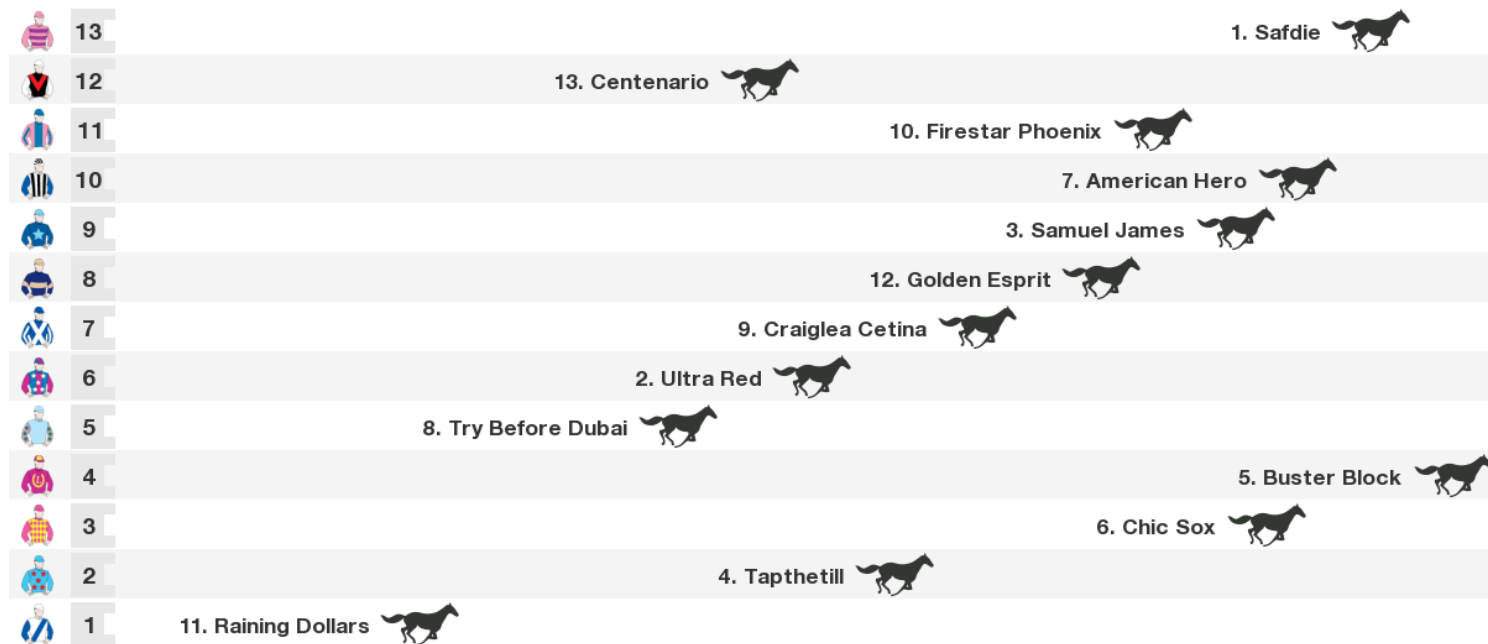 13 1. Safdie
12 13. Centenario
11 10. Firestar Phoenix
10 7. American Hero
9 3. Samuel James
8 12. Golden Esprit
7 9. Craiglea Cetina
6 2. Ultra Red
5 8. Try Before Dubai
4 5. Buster Block
3 6. Chic Sox
2 4. Tapthetill
1 11. Raining Dollars